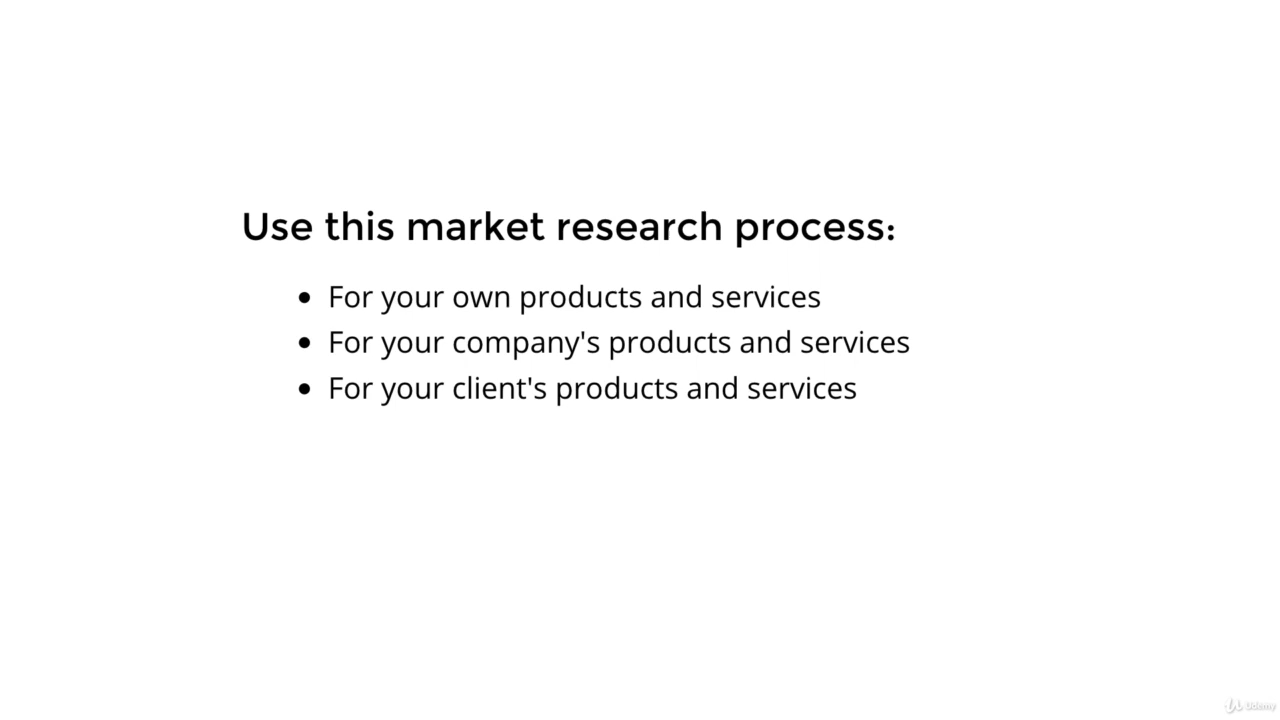 Use this market research process:
• For your own products and services
• For your company's products and services
• For your client's products and services
Udemy